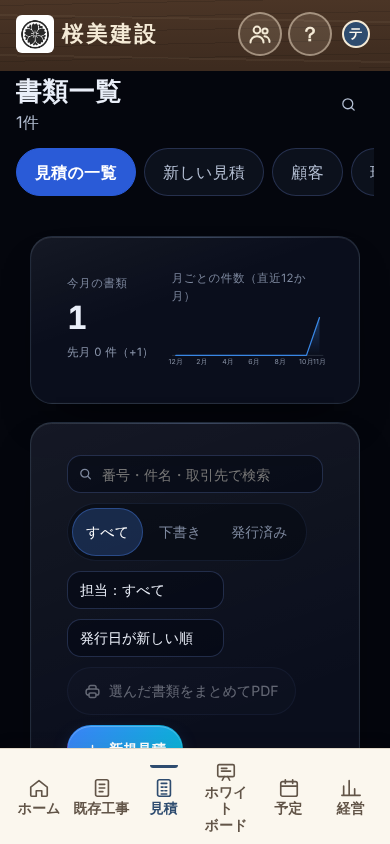 桜美建設
?
テ
書類一覧
1件
見積の一覧
新しい見積
顧客
今月の書類
1
先月 0 件（+1）
月ごとの件数（直近12か
月）
12月 2月 4月 6月 8月 10月 11月
番号・件名・取引先で検索
すべて
下書き
発行済み
担当：すべて
発行日が新しい順
選んだ書類をまとめてPDF
+ 新規見積
ホーム
既存工事
見積
ホワイ
ト
ボード
予定
経営